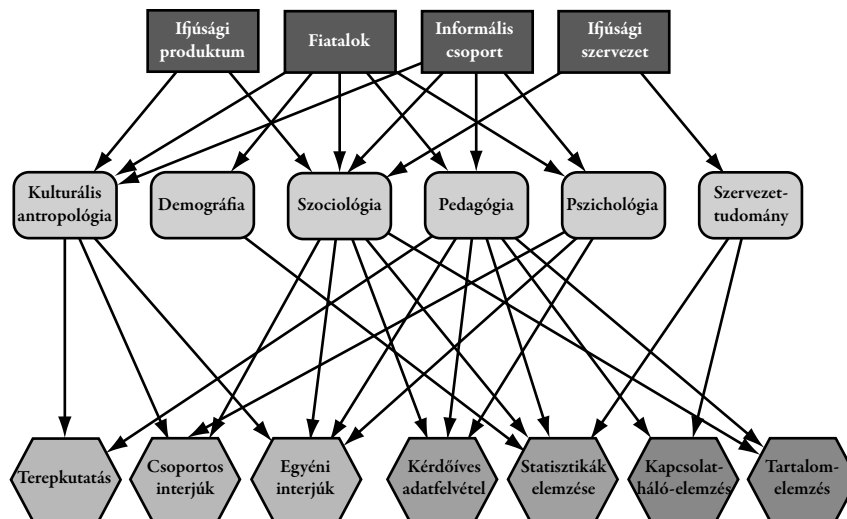 Ifjúsági
produktum
Fiatalok
Informális
csoport
Ifjúsági
szervezet
Kulturális
antropológia
Demográfia
Szociológia
Pedagógia
Pszichológia
Szervezet-
tudomány
Terepkutatás
Csoportos
interjúk
Egyéni
interjúk
Kérdőíves
adatfelvétel
Statisztikák
elemzése
Kapcsolat-
háló-elemzés
Tartalom-
elemzés